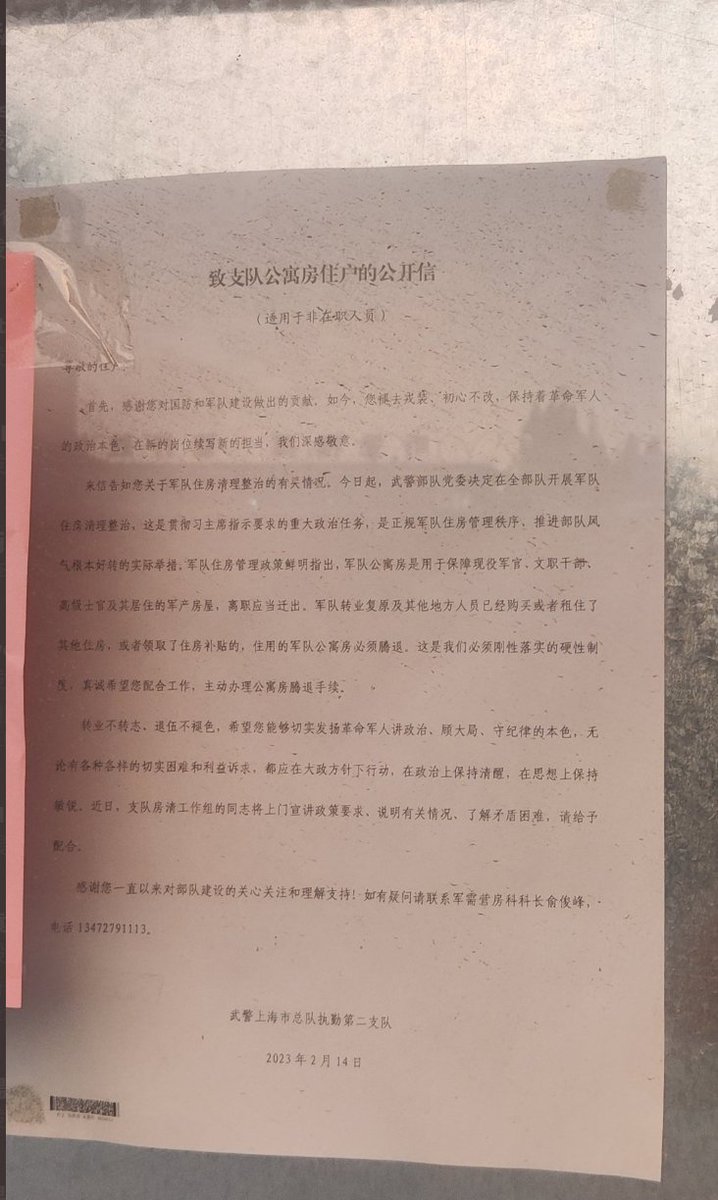 致支队公寓房住户的公开信
（适用于非在职人员）
尊敬的住户：
首先，感谢您对国防和军队建设做出的贡献。如今，您褪去戎装、初心不改，保持着革命军人
的政治本色，在新的岗位续写新的担当，我们深感敬意。
来信告知您关于军队住房清理整治的有关情况。今日起，武警部队党委决定在全部队开展军队
住房清理整治，这是贯彻习主席指示要求的重大政治任务，是正规军队住房管理秩序、推进部队风
气根本好转的实际举措。军队住房管理政策鲜明指出，军队公寓房是用于保障现役军官、文职干部、
高级士官及其居住的军产房屋，离职应当迁出。军队转业复原及其他地方人员已经购买或者租住了
其他住房，或者领取了住房补贴的，住用的军队公寓房必须腾退。这是我们必须刚性落实的硬性制
度，真诚希望您配合工作，主动办理公寓房腾退手续。
转业不转志、退伍不褪色，希望您能够切实发扬革命军人讲政治、顾大局、守纪律的本色，无
论有各种各样的切实困难和利益诉求，都应在大政方针下行动，在政治上保持清醒，在思想上保持
敏锐。近日，支队房清工作组的同志将上门宣讲政策要求、说明有关情况、了解矛盾困难，请给予
配合。
感谢您一直以来对部队建设的关心关注和理解支持！如有疑问请联系军需营房科科长俞俊峰，
电话 13472791113。
武警上海市总队执勤第二支队
2023 年 2 月 14 日